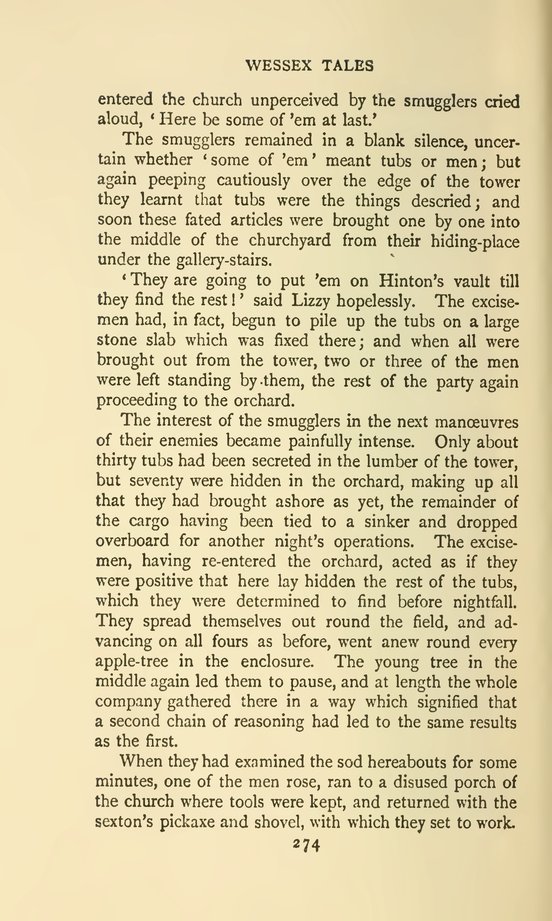 WESSEX TALES
entered the church unperceived by the smugglers cried
aloud, ‘ Here be some of ’em at last.’
The smugglers remained in a blank silence, uncer-
tain whether ‘ some of ’em ’ meant tubs or men ; but
again peeping cautiously over the edge of the tower
they learnt that tubs were the things descried ; and
soon these fated articles were brought one by one into
the middle of the churchyard from their hiding-place
under the gallery-stairs.
‘ They are going to put ’em on Hinton’s vault till
they find the rest ! ’ said Lizzy hopelessly. The excise-
men had, in fact, begun to pile up the tubs on a large
stone slab which was fixed there ; and when all were
brought out from the tower, two or three of the men
were left standing by them, the rest of the party again
proceeding to the orchard.
The interest of the smugglers in the next manœuvres
of their enemies became painfully intense. Only about
thirty tubs had been secreted in the lumber of the tower,
but seventy were hidden in the orchard, making up all
that they had brought ashore as yet, the remainder of
the cargo having been tied to a sinker and dropped
overboard for another night’s operations. The excise-
men, having re-entered the orchard, acted as if they
were positive that here lay hidden the rest of the tubs,
which they were determined to find before nightfall.
They spread themselves out round the field, and ad-
vancing on all fours as before, went anew round every
apple-tree in the enclosure. The young tree in the
middle again led them to pause, and at length the whole
company gathered there in a way which signified that
a second chain of reasoning had led to the same results
as the first.
When they had examined the sod hereabouts for some
minutes, one of the men rose, ran to a disused porch of
the church where tools were kept, and returned with the
sexton’s pickaxe and shovel, with which they set to work.
274